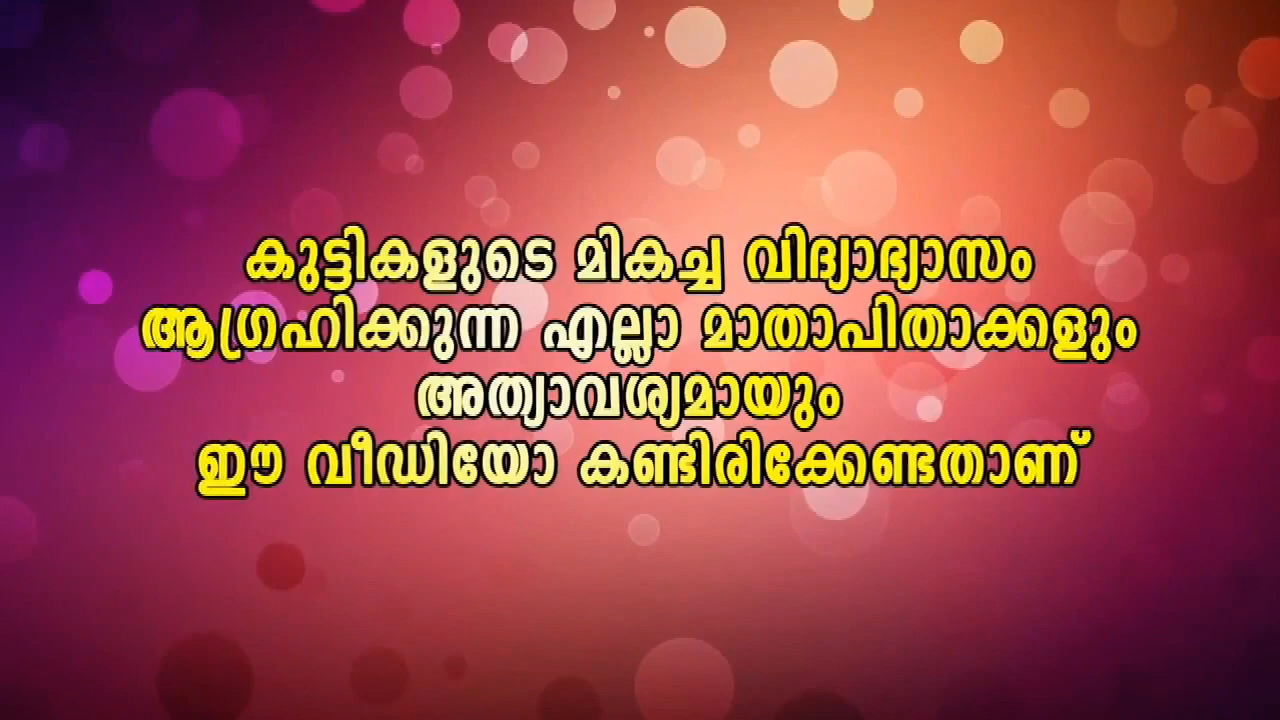 കുട്ടികളുടെ മികച്ച വിദ്യാഭ്യാസം
ആഗ്രഹിക്കുന്ന എല്ലാ മാതാപിതാക്കളും
അത്യാവശ്യമായും
ഈ വീഡിയോ കണ്ടിരിക്കേണ്ടതാണ്